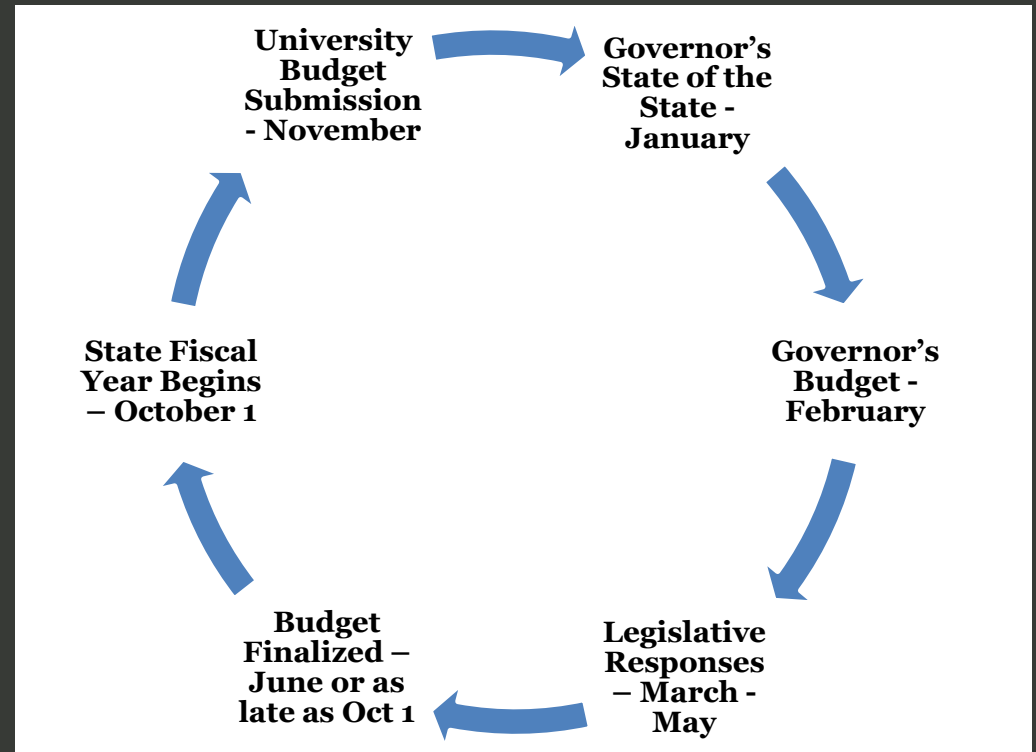 University
Budget
Submission
- November
Governor’s
State of the
State -
January
Governor’s
Budget -
February
Legislative
Responses
– March -
May
Budget
Finalized –
June or as
late as Oct 1
State Fiscal
Year Begins
– October 1